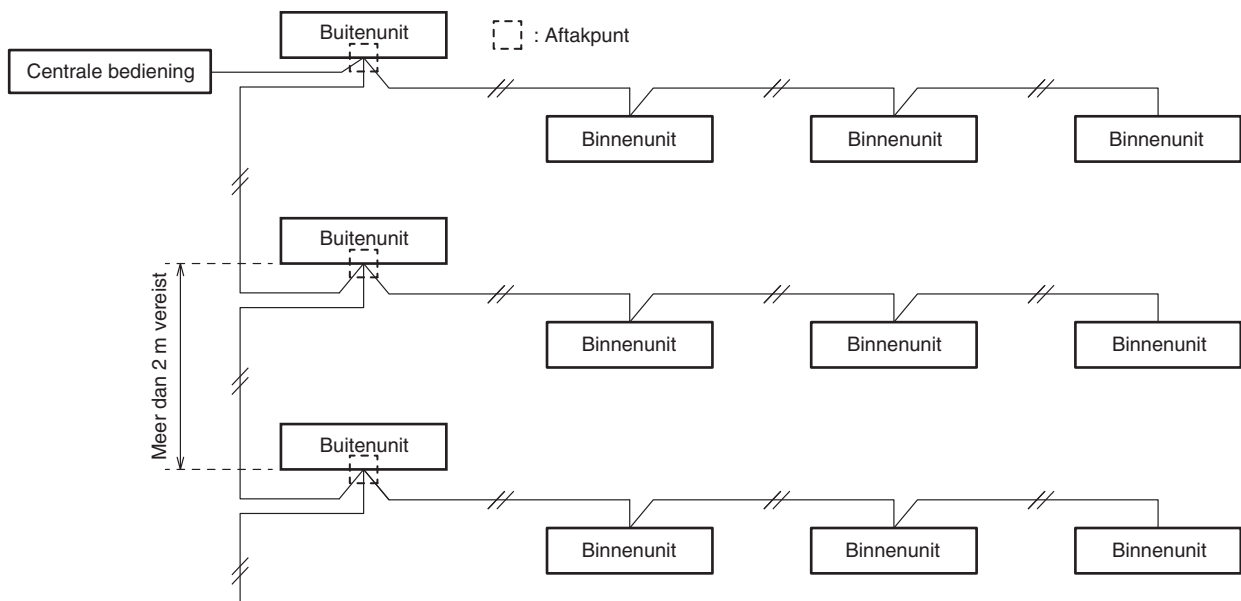 Buitenunit
: Aftakpunt
Centrale bediening
Binnenunit
Binnenunit
Binnenunit
Buitenunit
Meer dan 2 m vereist
Binnenunit
Binnenunit
Binnenunit
Buitenunit
Binnenunit
Binnenunit
Binnenunit